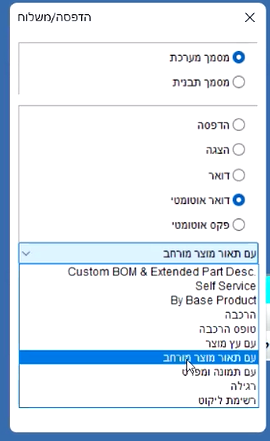 הדפסה/משלוח
מסמך מערכת
מסמך תבנית
הדפסה
הצגה
דואר
דואר אוטומטי
פקס אוטומטי
עם תאור מוצר מורחב
Custom BOM & Extended Part Desc.
Self Service
By Base Product
הרכבה
טופס הרכבה
עם עץ מוצר
עם תאור מוצר מורחב
עם תמונה ומפרט
רגילה
רשימת ליקוט